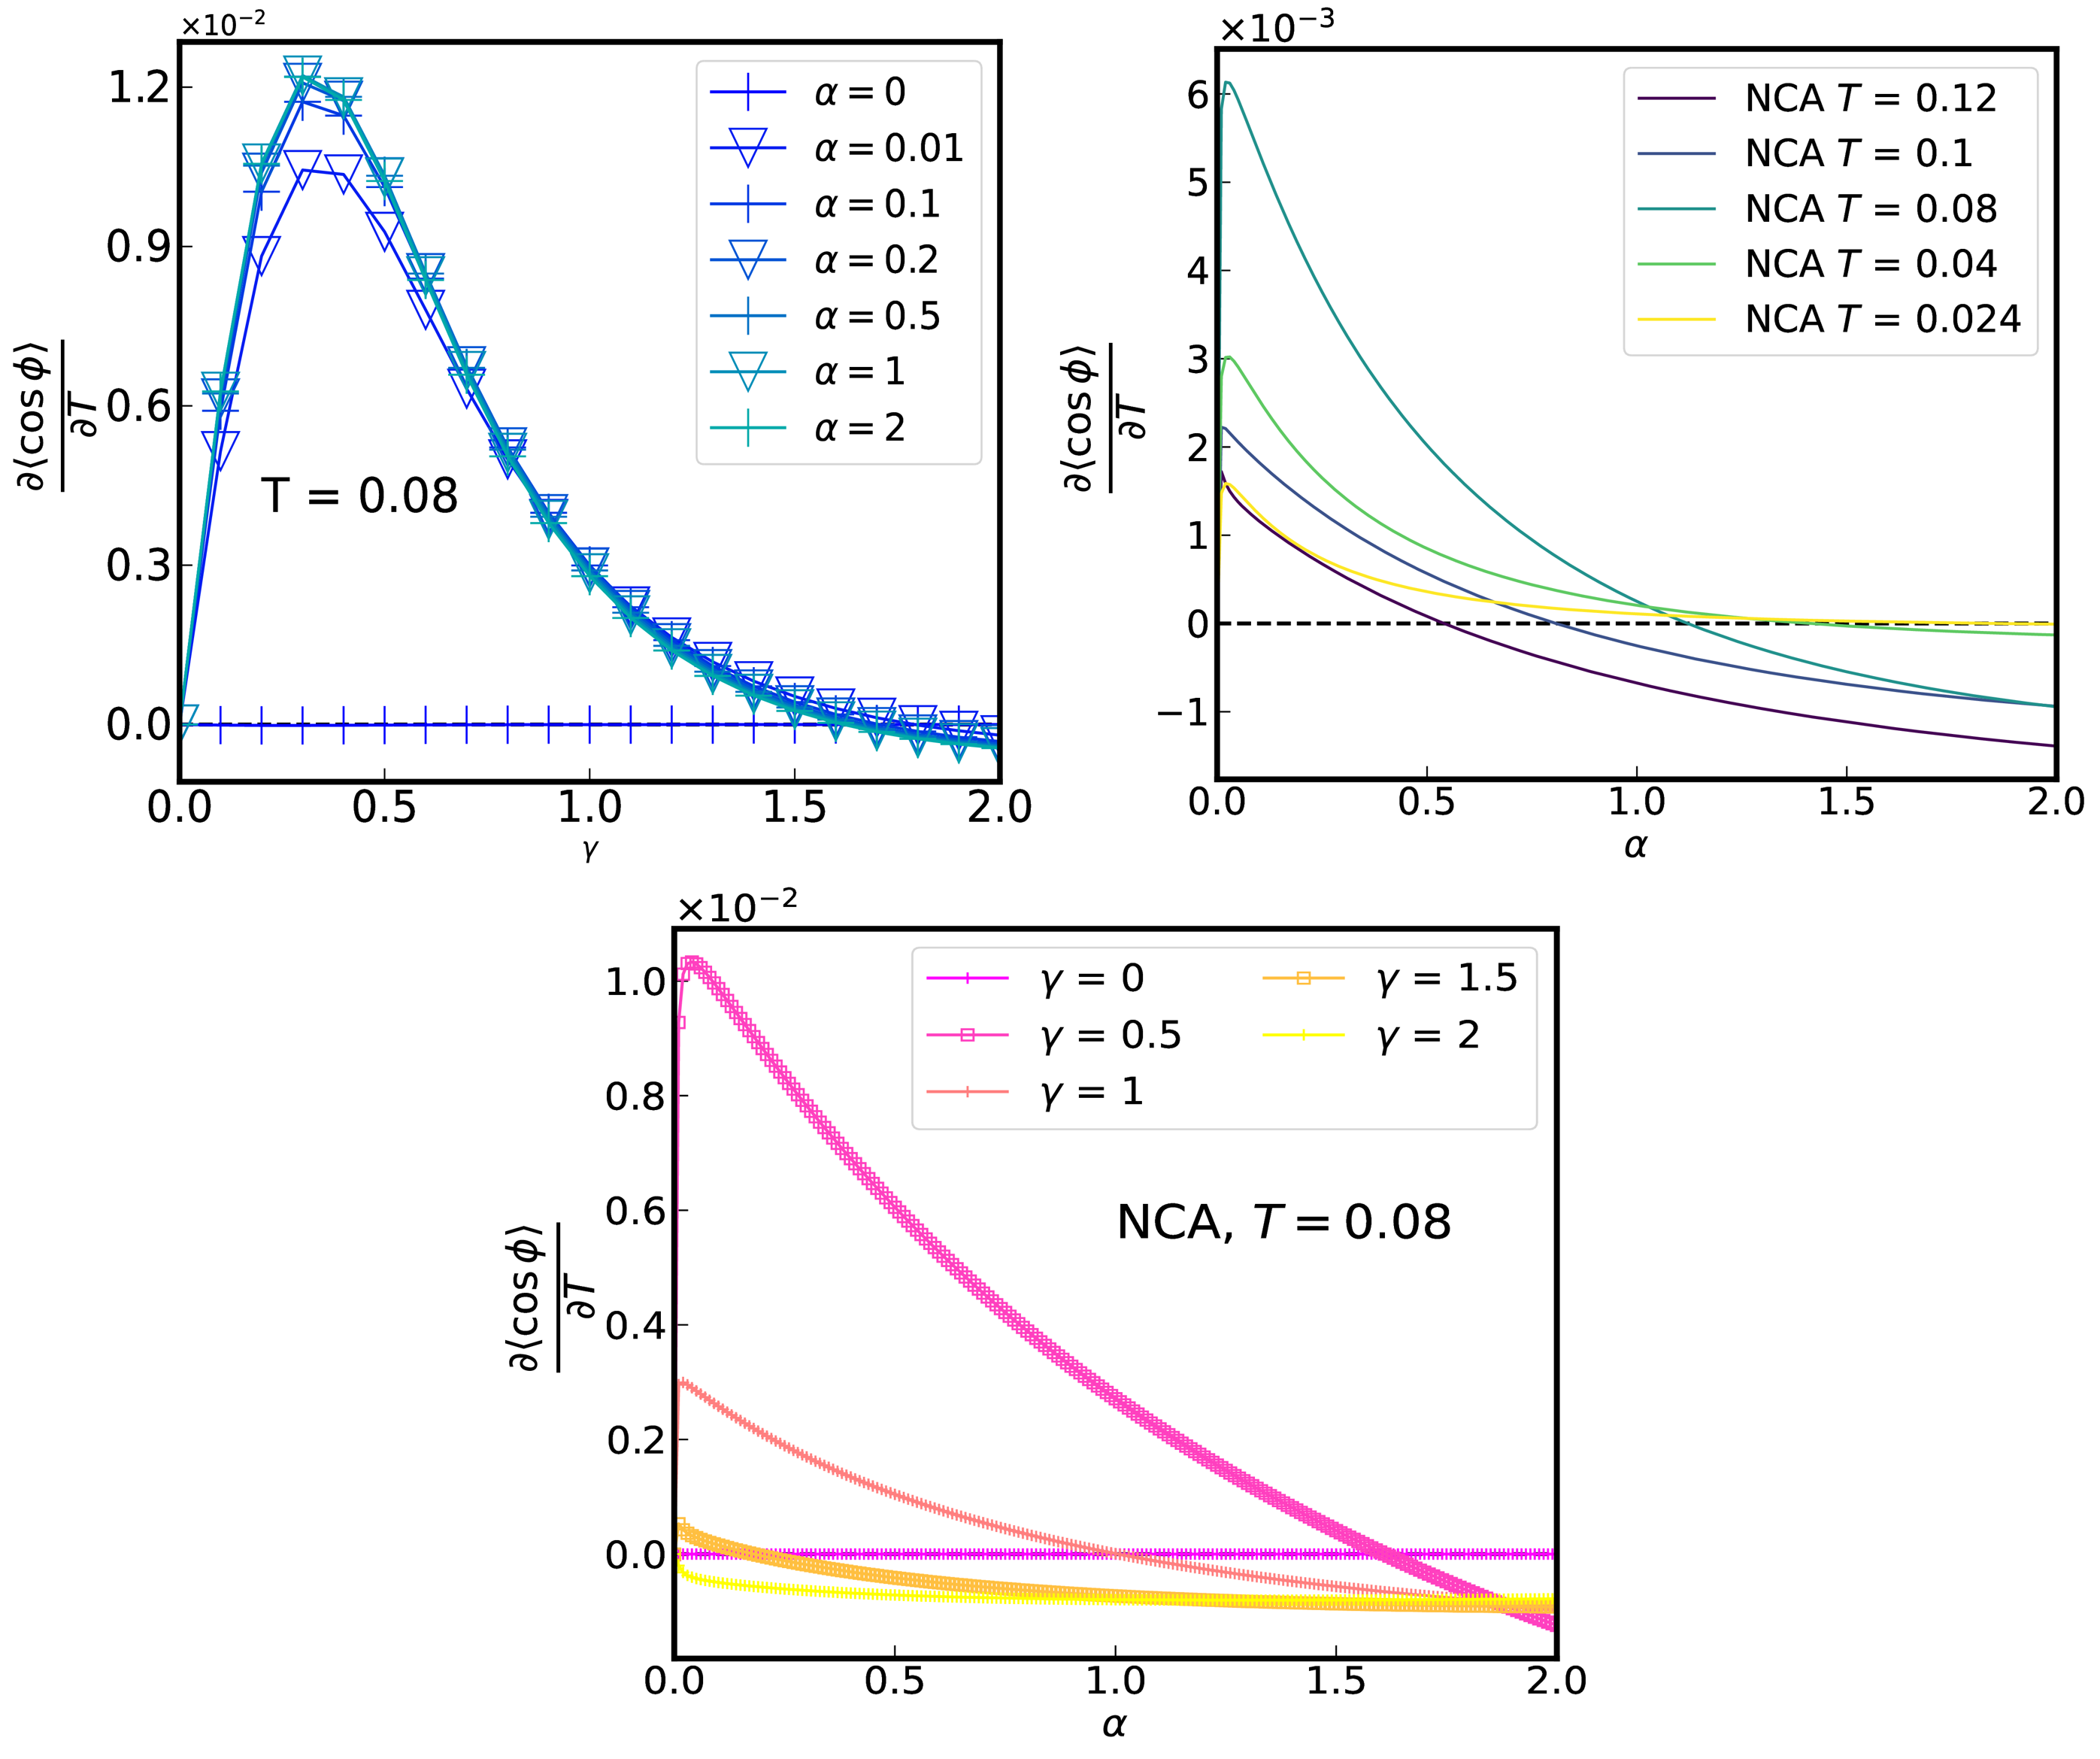 ×10−2
1.2
0.9
0.6
0.3
0.0
∂⟨cos ϕ⟩
∂T
α = 0
α = 0.01
α = 0.1
α = 0.2
α = 0.5
α = 1
α = 2
T = 0.08
0.0 0.5 1.0 1.5 2.0
γ
×10−3
6
5
4
3
2
1
0
−1
∂⟨cos ϕ⟩
∂T
NCA T = 0.12
NCA T = 0.1
NCA T = 0.08
NCA T = 0.04
NCA T = 0.024
0.0 0.5 1.0 1.5 2.0
α
×10−2
1.0
0.8
0.6
0.4
0.2
0.0
∂⟨cos ϕ⟩
∂T
γ = 0
γ = 0.5
γ = 1
γ = 1.5
γ = 2
NCA, T = 0.08
0.0 0.5 1.0 1.5 2.0
α